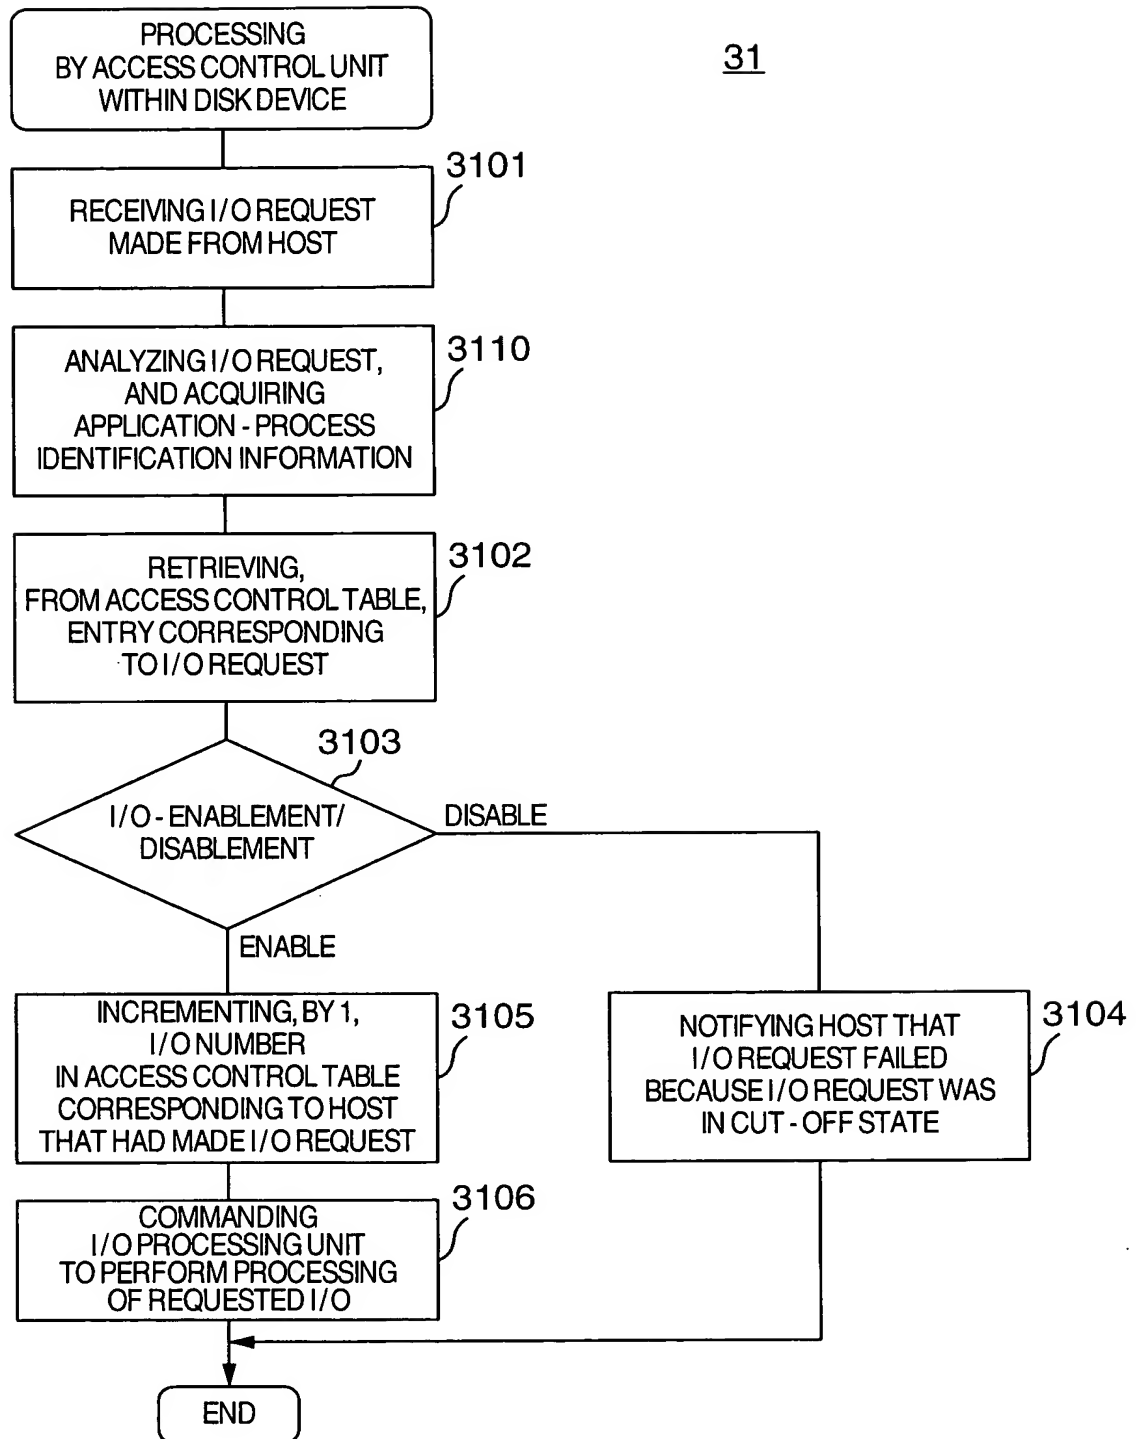 PROCESSING
BY ACCESS CONTROL UNIT
WITHIN DISK DEVICE
31
3101
RECEIVING I/O REQUEST
MADE FROM HOST
3110
ANALYZING I/O REQUEST,
AND ACQUIRING
APPLICATION - PROCESS
IDENTIFICATION INFORMATION
3102
RETRIEVING,
FROM ACCESS CONTROL TABLE,
ENTRY CORRESPONDING
TO I/O REQUEST
3103
I/O - ENABLEMENT/
DISABLEMENT
DISABLE
ENABLE
3105
INCREMENTING, BY 1,
I/O NUMBER
IN ACCESS CONTROL TABLE
CORRESPONDING TO HOST
THAT HAD MADE I/O REQUEST
3104
NOTIFYING HOST THAT
I/O REQUEST FAILED
BECAUSE I/O REQUEST WAS
IN CUT - OFF STATE
3106
COMMANDING
I/O PROCESSING UNIT
TO PERFORM PROCESSING
OF REQUESTED I/O
END